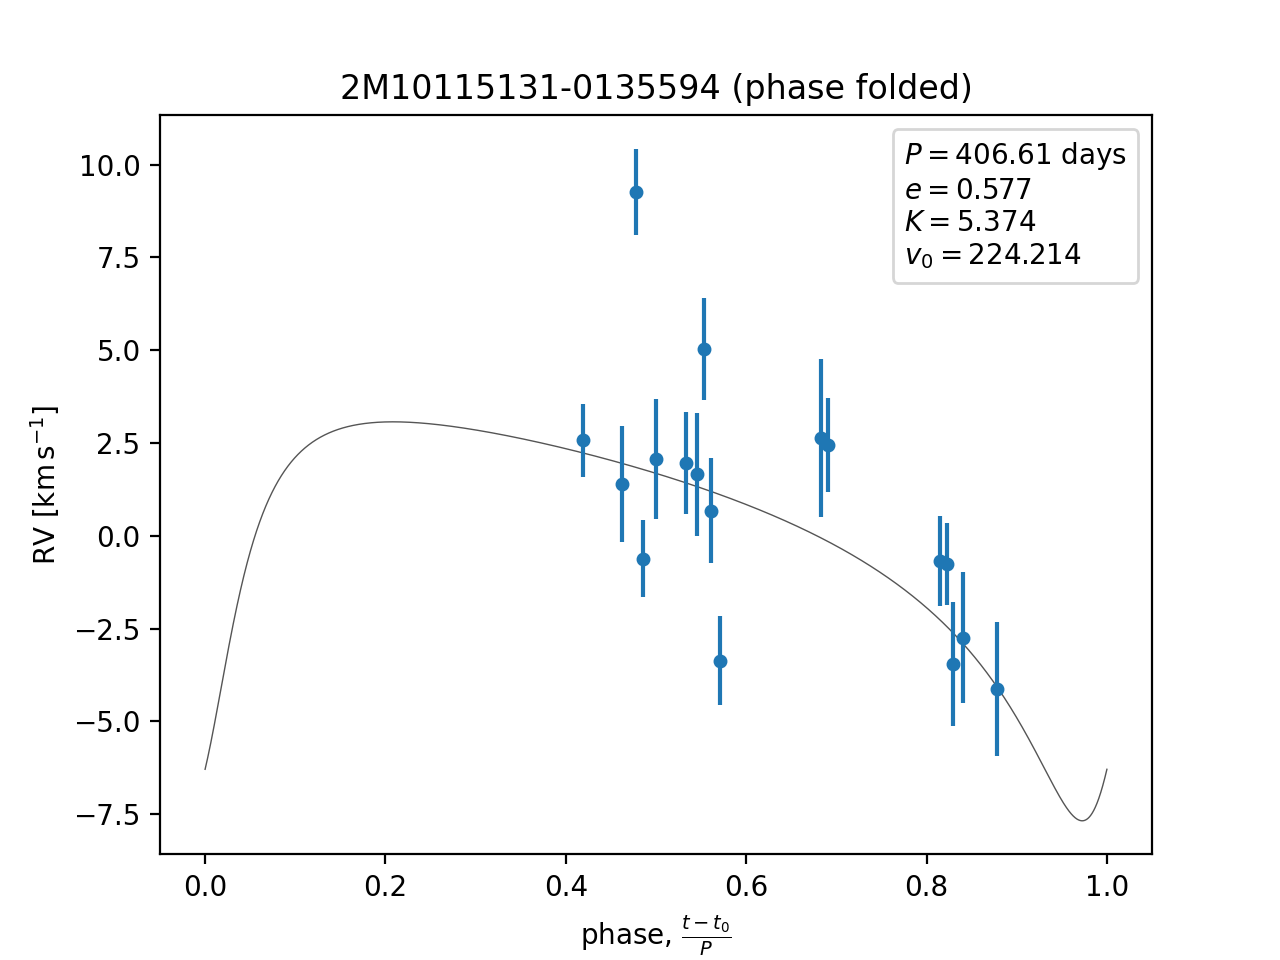 2M10115131-0135594 (phase folded)
P = 406.61 days
e = 0.577
K = 5.374
v₀ = 224.214
10.0
7.5
5.0
2.5
0.0
−2.5
−5.0
−7.5
RV [km s⁻¹]
0.0 0.2 0.4 0.6 0.8 1.0
phase, (t − t₀)/P